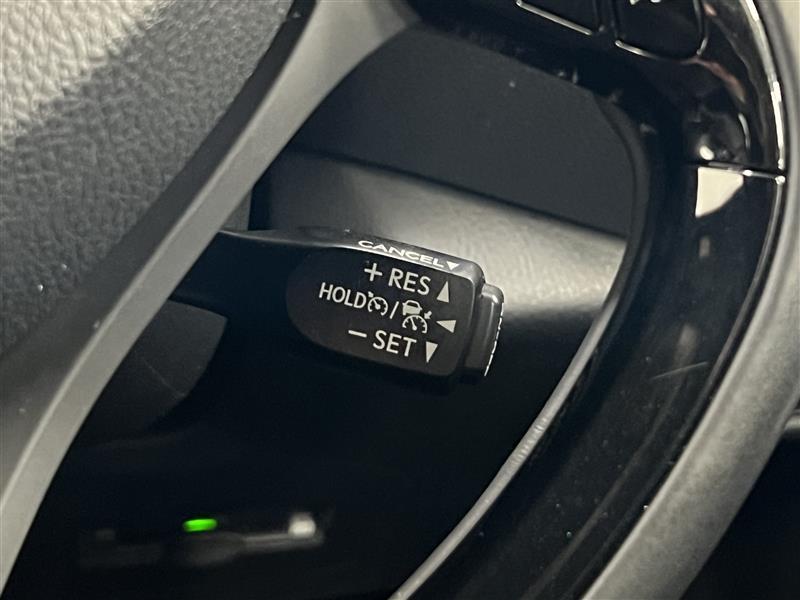 CANCEL▼
+ RES ▲
HOLD / ◀
− SET ▼